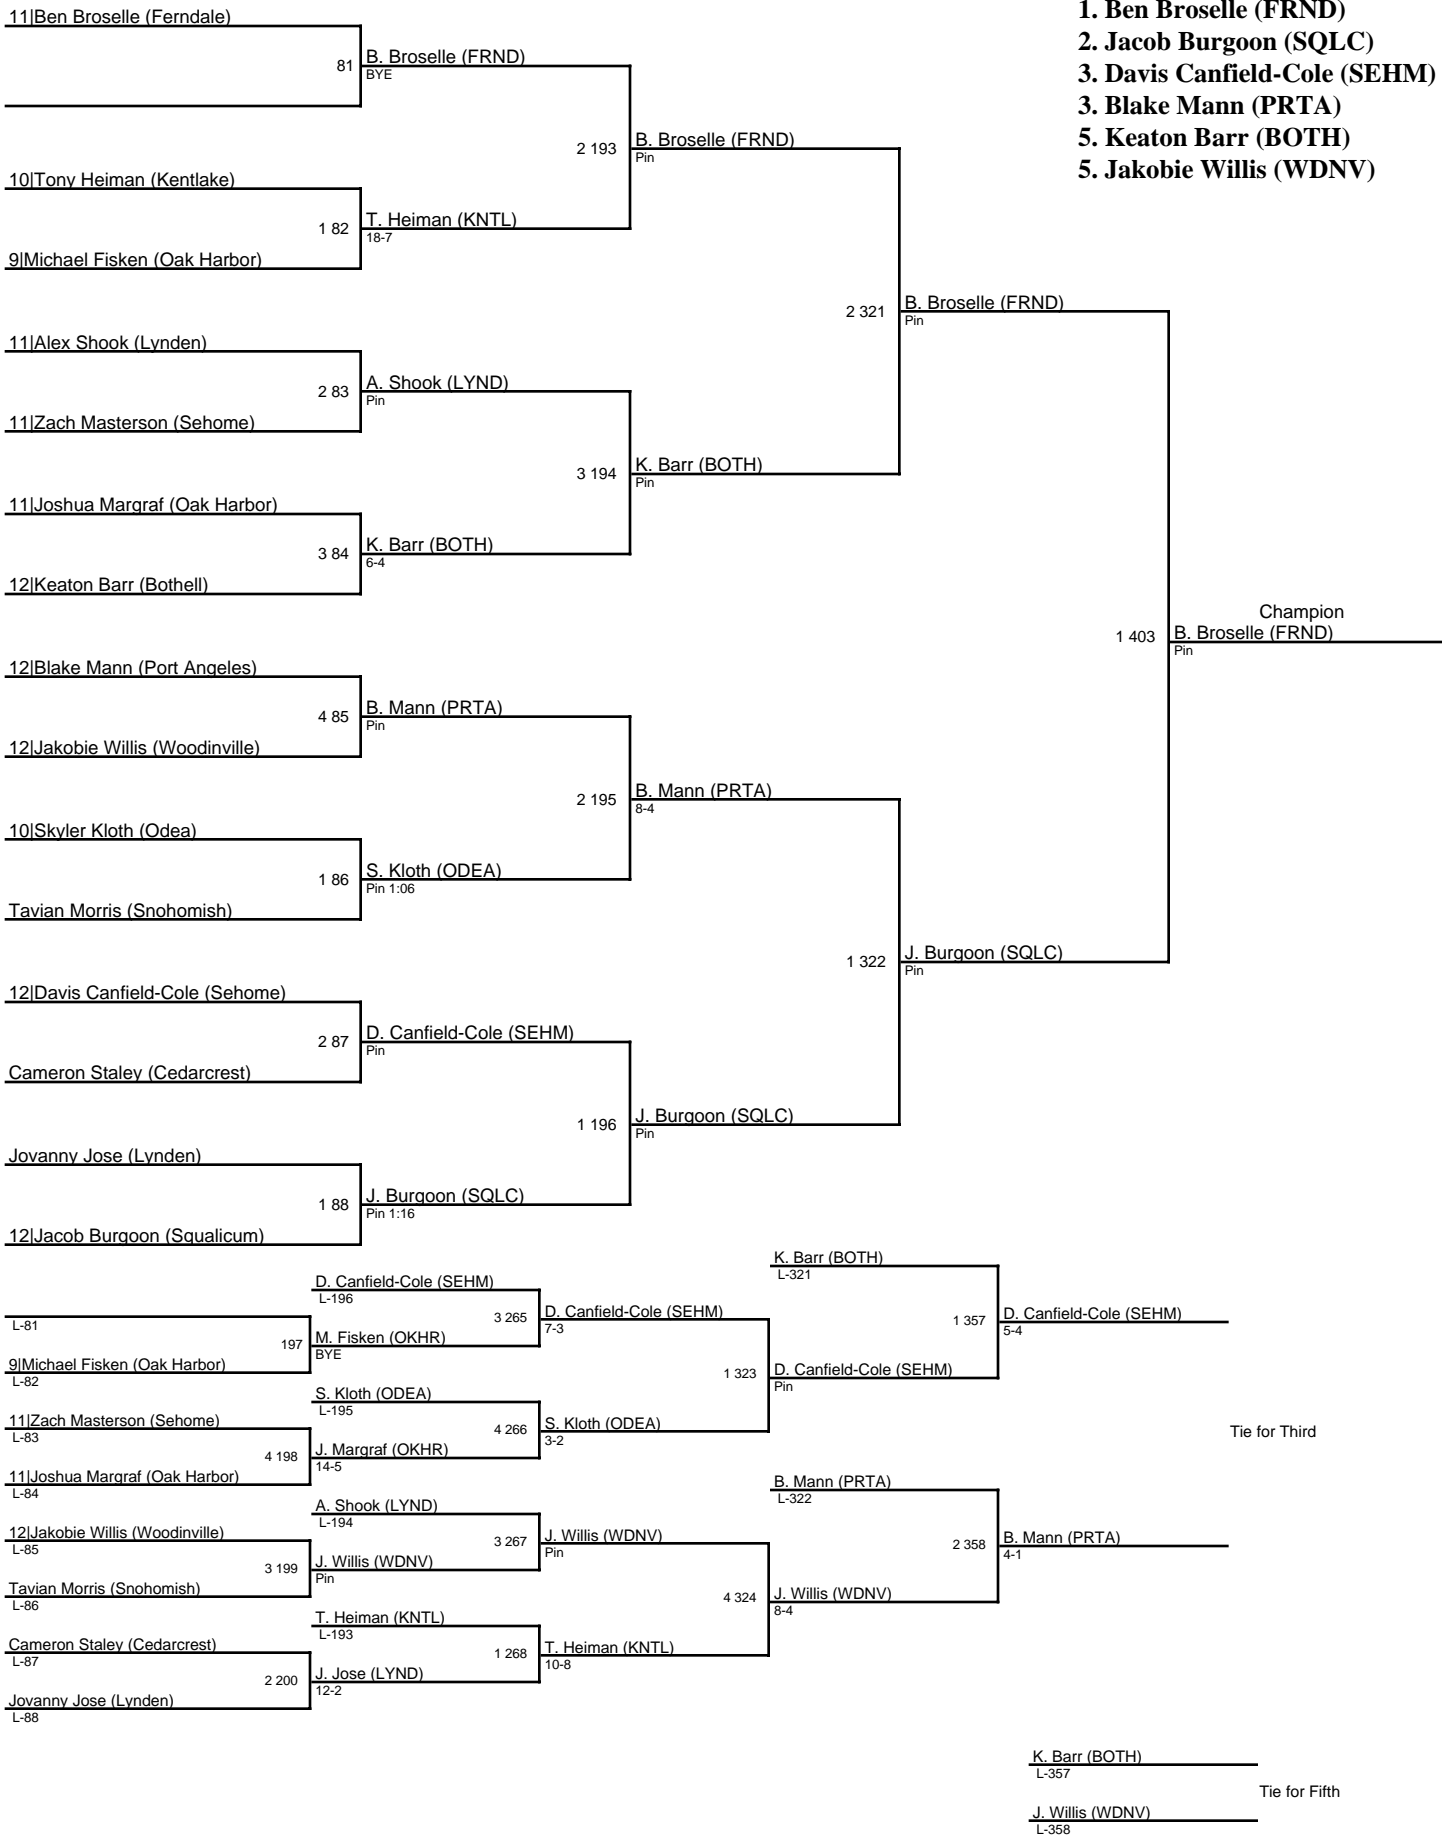 1. Ben Broselle (FRND)
2. Jacob Burgoon (SQLC)
3. Davis Canfield-Cole (SEHM)
3. Blake Mann (PRTA)
5. Keaton Barr (BOTH)
5. Jakobie Willis (WDNV)
11|Ben Broselle (Ferndale)
81
B. Broselle (FRND)
BYE
2 193
B. Broselle (FRND)
Pin
10|Tony Heiman (Kentlake)
1 82
T. Heiman (KNTL)
18-7
9|Michael Fisken (Oak Harbor)
2 321
B. Broselle (FRND)
Pin
11|Alex Shook (Lynden)
2 83
A. Shook (LYND)
Pin
11|Zach Masterson (Sehome)
3 194
K. Barr (BOTH)
Pin
11|Joshua Margraf (Oak Harbor)
3 84
K. Barr (BOTH)
6-4
12|Keaton Barr (Bothell)
Champion
1 403
B. Broselle (FRND)
Pin
12|Blake Mann (Port Angeles)
4 85
B. Mann (PRTA)
Pin
12|Jakobie Willis (Woodinville)
2 195
B. Mann (PRTA)
8-4
10|Skyler Kloth (Odea)
1 86
S. Kloth (ODEA)
Pin 1:06
Tavian Morris (Snohomish)
1 322
J. Burgoon (SQLC)
Pin
12|Davis Canfield-Cole (Sehome)
2 87
D. Canfield-Cole (SEHM)
Pin
Cameron Staley (Cedarcrest)
1 196
J. Burgoon (SQLC)
Pin
Jovanny Jose (Lynden)
1 88
J. Burgoon (SQLC)
Pin 1:16
12|Jacob Burgoon (Squalicum)
K. Barr (BOTH)
L-321
D. Canfield-Cole (SEHM)
L-196
L-81
3 265
D. Canfield-Cole (SEHM)
7-3
1 357
D. Canfield-Cole (SEHM)
5-4
197
M. Fisken (OKHR)
BYE
9|Michael Fisken (Oak Harbor)
L-82
1 323
D. Canfield-Cole (SEHM)
Pin
S. Kloth (ODEA)
L-195
11|Zach Masterson (Sehome)
L-83
4 266
S. Kloth (ODEA)
3-2
Tie for Third
4 198
J. Margraf (OKHR)
14-5
11|Joshua Margraf (Oak Harbor)
L-84
B. Mann (PRTA)
L-322
A. Shook (LYND)
L-194
12|Jakobie Willis (Woodinville)
L-85
3 267
J. Willis (WDNV)
Pin
2 358
B. Mann (PRTA)
4-1
3 199
J. Willis (WDNV)
Pin
Tavian Morris (Snohomish)
L-86
4 324
J. Willis (WDNV)
8-4
T. Heiman (KNTL)
L-193
Cameron Staley (Cedarcrest)
L-87
1 268
T. Heiman (KNTL)
10-8
2 200
J. Jose (LYND)
12-2
Jovanny Jose (Lynden)
L-88
K. Barr (BOTH)
L-357
Tie for Fifth
J. Willis (WDNV)
L-358